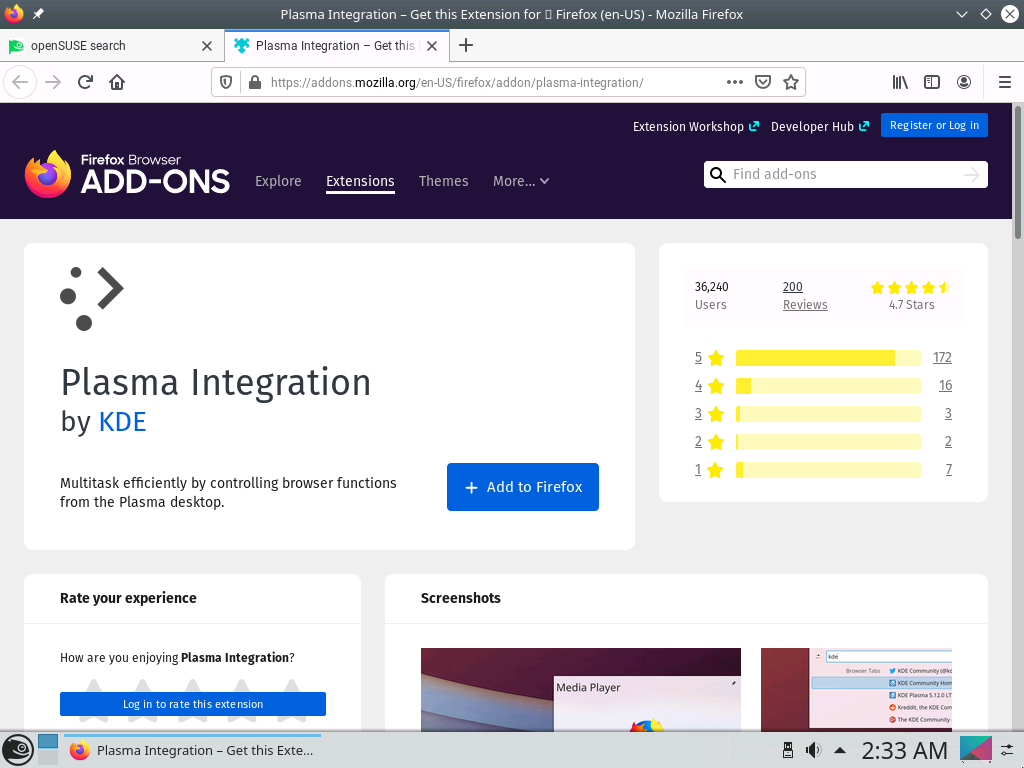 Plasma Integration – Get this Extension for 🦊 Firefox (en-US) - Mozilla Firefox
openSUSE search
Plasma Integration – Get this
https://addons.mozilla.org/en-US/firefox/addon/plasma-integration/
Extension Workshop
Developer Hub
Register or Log in
Firefox Browser
ADD-ONS
Explore
Extensions
Themes
More...
Find add-ons
Plasma Integration
by KDE
Multitask efficiently by controlling browser functions
from the Plasma desktop.
Add to Firefox
36,240
Users
200
Reviews
4.7 Stars
5 172
4 16
3 3
2 2
1 7
Rate your experience
How are you enjoying Plasma Integration?
Log in to rate this extension
Screenshots
Media Player
kde
Browser Tabs
KDE Community (@kd
KDE Community Hom
KDE Plasma 5.12.0 LT
Kreddit, the KDE Com
The KDE Community
Plasma Integration – Get this Exte...
2:33 AM